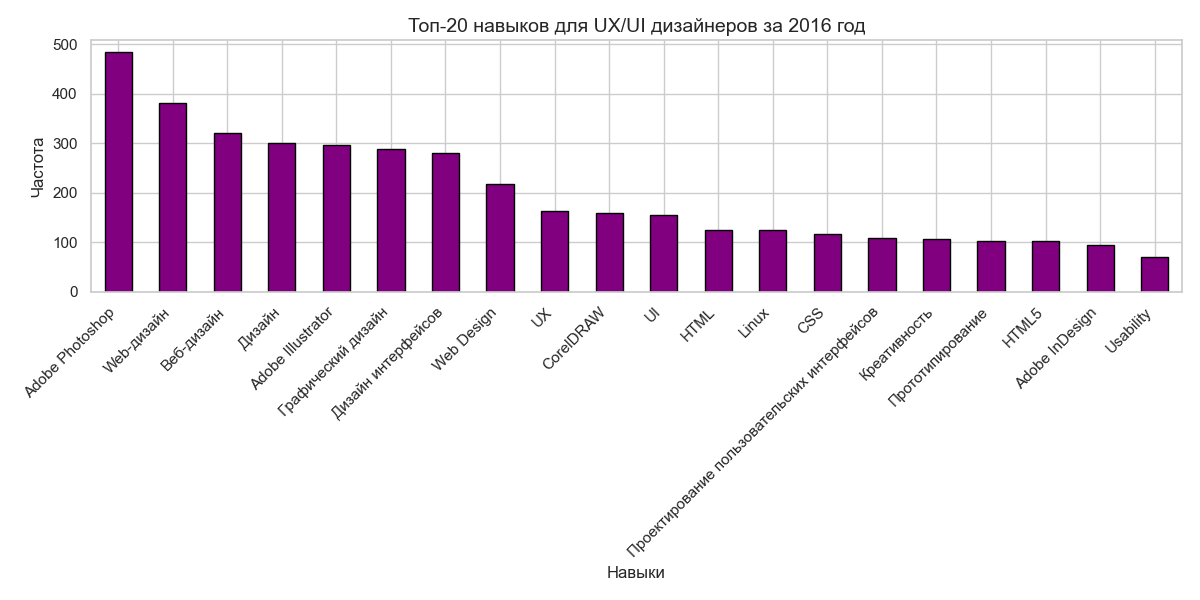 Топ-20 навыков для UX/UI дизайнеров за 2016 год
Частота
500
400
300
200
100
0
Adobe Photoshop
Web-дизайн
Веб-дизайн
Дизайн
Adobe Illustrator
Графический дизайн
Дизайн интерфейсов
Web Design
UX
CorelDRAW
UI
HTML
Linux
CSS
Проектирование пользовательских интерфейсов
Креативность
Прототипирование
HTML5
Adobe InDesign
Usability
Навыки